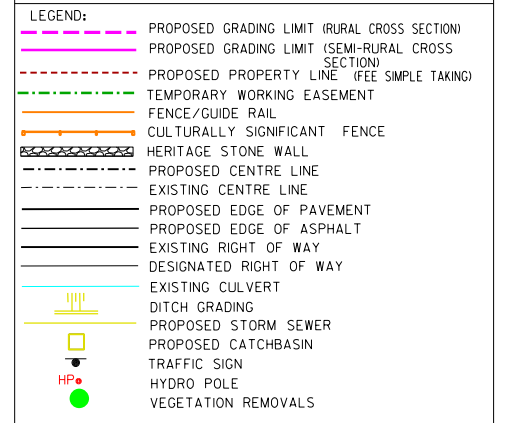 LEGEND:
PROPOSED GRADING LIMIT (RURAL CROSS SECTION)
PROPOSED GRADING LIMIT (SEMI-RURAL CROSS
SECTION)
PROPOSED PROPERTY LINE (FEE SIMPLE TAKING)
TEMPORARY WORKING EASEMENT
FENCE/GUIDE RAIL
CULTURALLY SIGNIFICANT FENCE
HERITAGE STONE WALL
PROPOSED CENTRE LINE
EXISTING CENTRE LINE
PROPOSED EDGE OF PAVEMENT
PROPOSED EDGE OF ASPHALT
EXISTING RIGHT OF WAY
DESIGNATED RIGHT OF WAY
EXISTING CULVERT
DITCH GRADING
PROPOSED STORM SEWER
PROPOSED CATCHBASIN
TRAFFIC SIGN
HP HYDRO POLE
VEGETATION REMOVALS